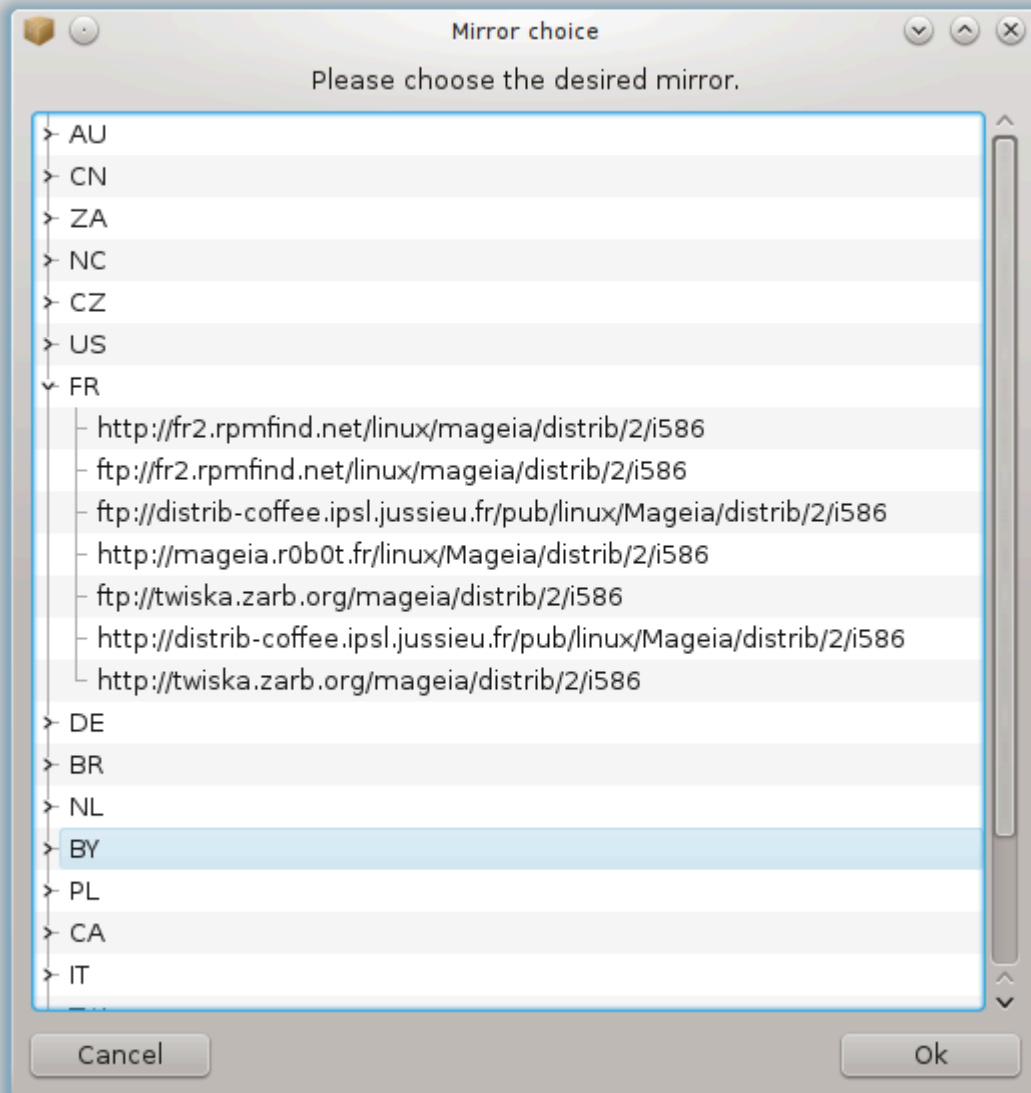 Mirror choice
Please choose the desired mirror.
AU
CN
ZA
NC
CZ
US
FR
http://fr2.rpmfind.net/linux/mageia/distrib/2/i586
ftp://fr2.rpmfind.net/linux/mageia/distrib/2/i586
ftp://distrib-coffee.ipsl.jussieu.fr/pub/linux/Mageia/distrib/2/i586
http://mageia.r0b0t.fr/linux/Mageia/distrib/2/i586
ftp://twiska.zarb.org/mageia/distrib/2/i586
http://distrib-coffee.ipsl.jussieu.fr/pub/linux/Mageia/distrib/2/i586
http://twiska.zarb.org/mageia/distrib/2/i586
DE
BR
NL
BY
PL
CA
IT
Cancel
Ok